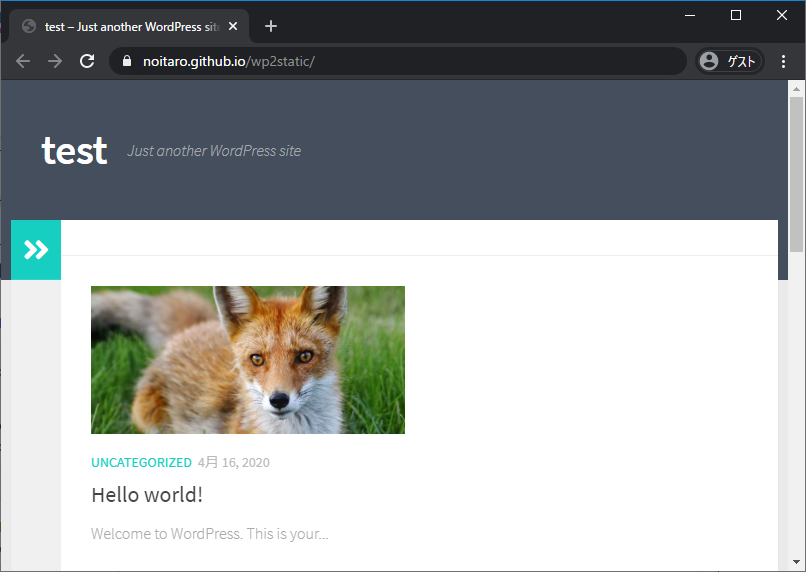 test – Just another WordPress sit
noitaro.github.io/wp2static/
ゲスト
test
Just another WordPress site
UNCATEGORIZED 4月 16, 2020
Hello world!
Welcome to WordPress. This is your...